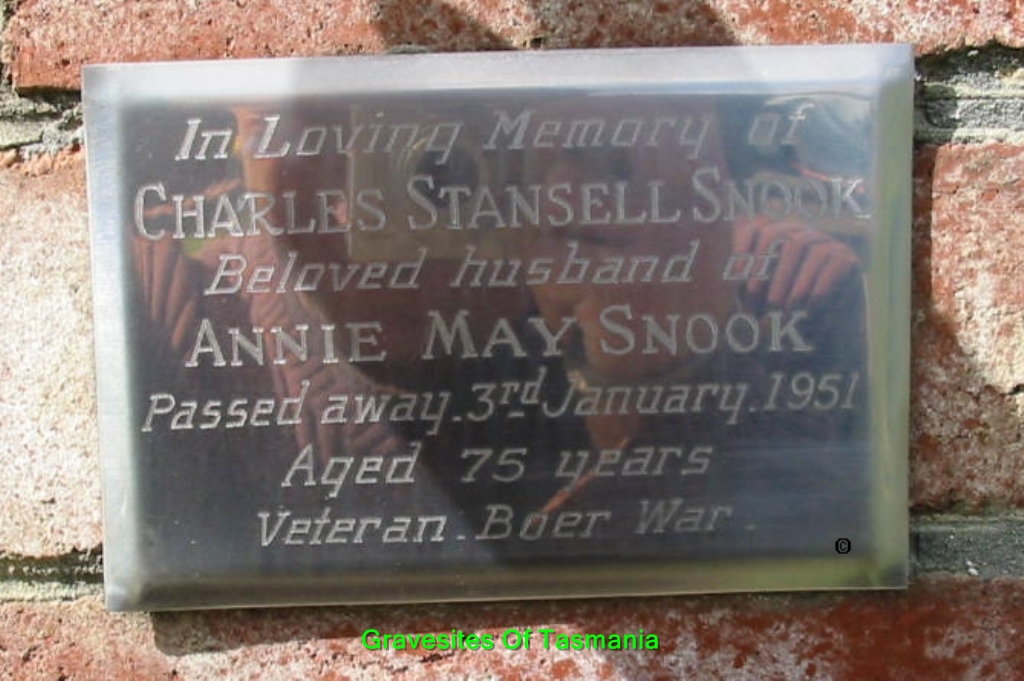 In Loving Memory of
CHARLES STANSELL SNOOK
Beloved husband of
ANNIE MAY SNOOK
Passed away. 3rd January. 1951
Aged 75 years
Veteran. Boer War.
©
Gravesites Of Tasmania